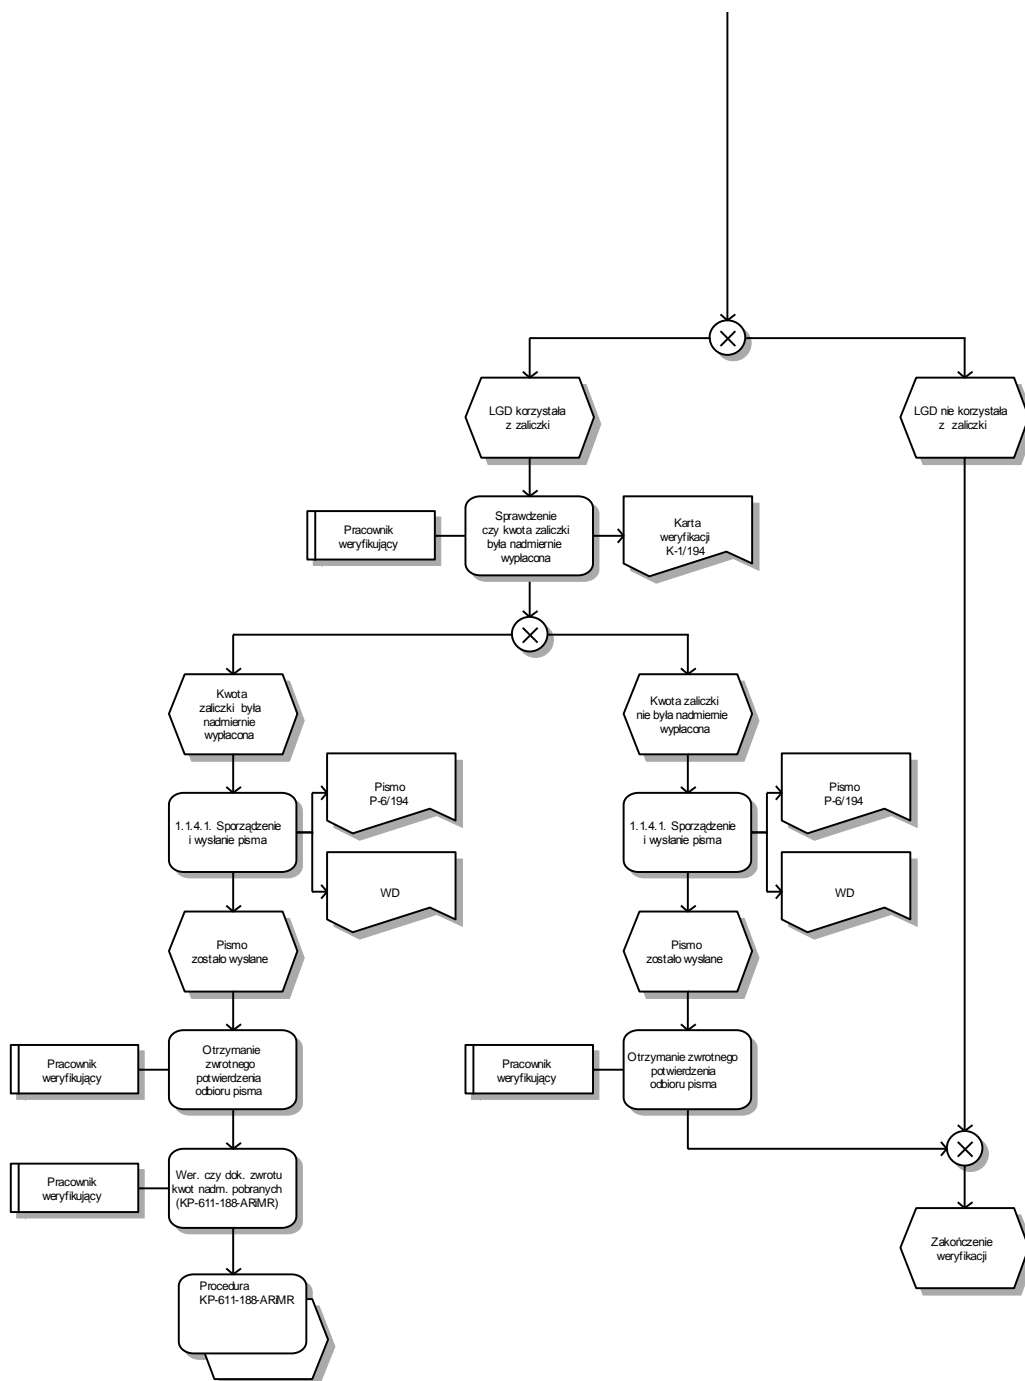 LGD korzystała
z zaliczki
LGD nie korzystała
z zaliczki
Pracownik
weryfikujący
Sprawdzenie
czy kwota zaliczki
była nadmiernie
wypłacona
Karta
weryfikacji
K-1/194
Kwota
zaliczki była
nadmiernie
wypłacona
Kwota zaliczki
nie była nadmiernie
wypłacona
1.1.4.1. Sporządzenie
i wysłanie pisma
Pismo
P-6/194
WD
1.1.4.1. Sporządzenie
i wysłanie pisma
Pismo
P-6/194
WD
Pismo
zostało wysłane
Pismo
zostało wysłane
Pracownik
weryfikujący
Otrzymanie
zwrotnego
potwierdzenia
odbioru pisma
Pracownik
weryfikujący
Otrzymanie zwrotnego
potwierdzenia
odbioru pisma
Pracownik
weryfikujący
Wer. czy dok. zwrotu
kwot nadm. pobranych
(KP-611-188-ARiMR)
Zakończenie
weryfikacji
Procedura
KP-611-188-ARiMR